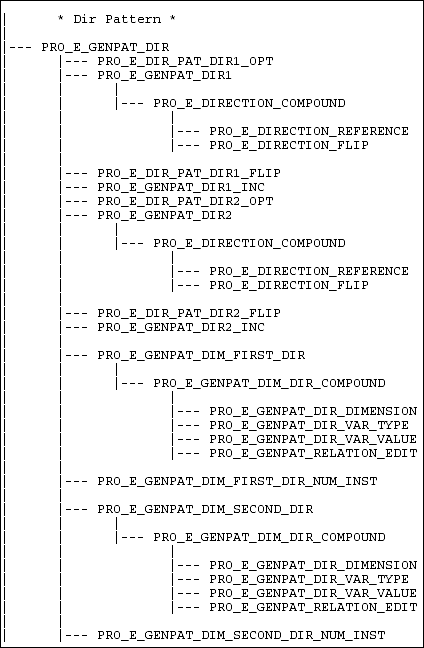 * Dir Pattern *
|--- PRO_E_GENPAT_DIR
|--- PRO_E_DIR_PAT_DIR1_OPT
|--- PRO_E_GENPAT_DIR1
|--- PRO_E_DIRECTION_COMPOUND
|--- PRO_E_DIRECTION_REFERENCE
|--- PRO_E_DIRECTION_FLIP
|--- PRO_E_DIR_PAT_DIR1_FLIP
|--- PRO_E_GENPAT_DIR1_INC
|--- PRO_E_DIR_PAT_DIR2_OPT
|--- PRO_E_GENPAT_DIR2
|--- PRO_E_DIRECTION_COMPOUND
|--- PRO_E_DIRECTION_REFERENCE
|--- PRO_E_DIRECTION_FLIP
|--- PRO_E_DIR_PAT_DIR2_FLIP
|--- PRO_E_GENPAT_DIR2_INC
|--- PRO_E_GENPAT_DIM_FIRST_DIR
|--- PRO_E_GENPAT_DIM_DIR_COMPOUND
|--- PRO_E_GENPAT_DIR_DIMENSION
|--- PRO_E_GENPAT_DIR_VAR_TYPE
|--- PRO_E_GENPAT_DIR_VAR_VALUE
|--- PRO_E_GENPAT_RELATION_EDIT
|--- PRO_E_GENPAT_DIM_FIRST_DIR_NUM_INST
|--- PRO_E_GENPAT_DIM_SECOND_DIR
|--- PRO_E_GENPAT_DIM_DIR_COMPOUND
|--- PRO_E_GENPAT_DIR_DIMENSION
|--- PRO_E_GENPAT_DIR_VAR_TYPE
|--- PRO_E_GENPAT_DIR_VAR_VALUE
|--- PRO_E_GENPAT_RELATION_EDIT
|--- PRO_E_GENPAT_DIM_SECOND_DIR_NUM_INST